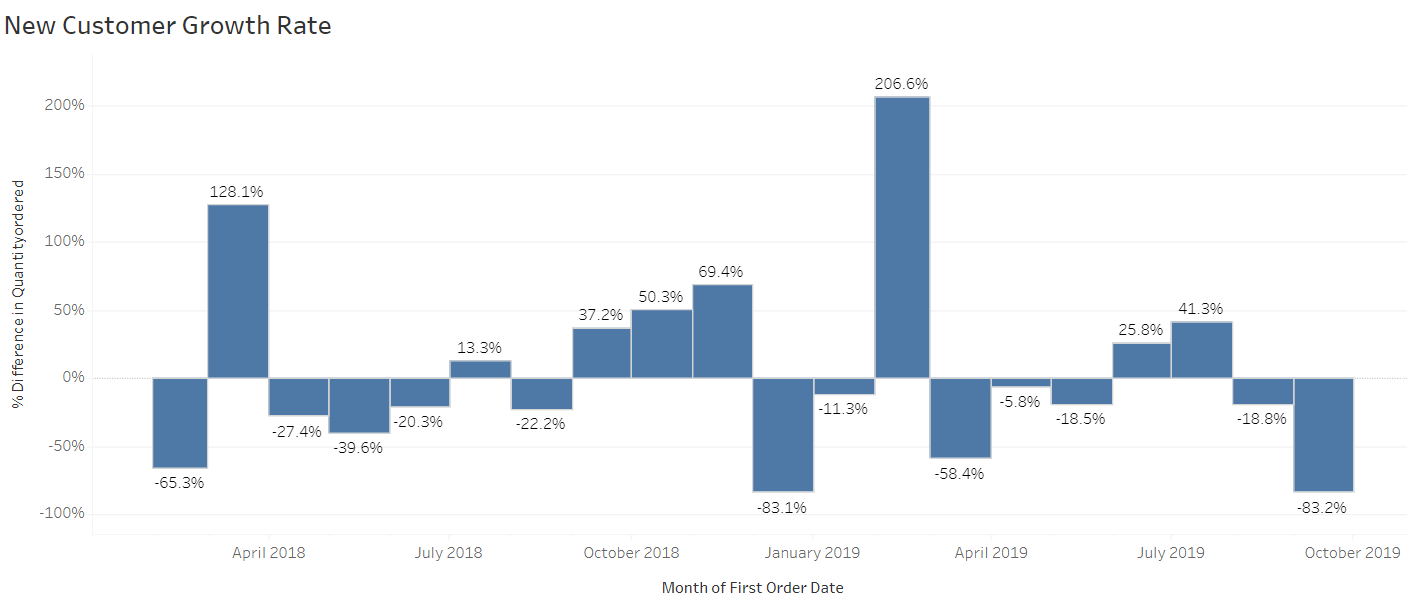 New Customer Growth Rate
% Difference in Quantityordered
200%
150%
100%
50%
0%
-50%
-100%
-65.3%
128.1%
-27.4%
-39.6%
-20.3%
13.3%
-22.2%
37.2%
50.3%
69.4%
-83.1%
-11.3%
206.6%
-58.4%
-5.8%
-18.5%
25.8%
41.3%
-18.8%
-83.2%
April 2018
July 2018
October 2018
January 2019
April 2019
July 2019
October 2019
Month of First Order Date